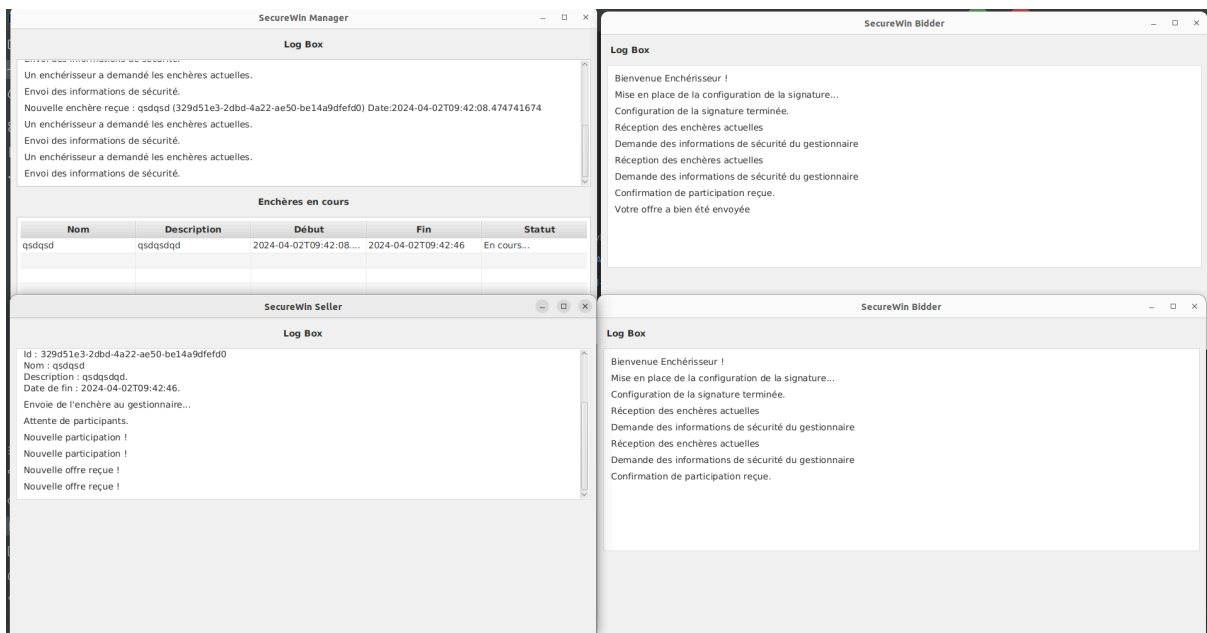 SecureWin Manager
Log Box
Envoi des informations de sécurité.
Un enchérisseur a demandé les enchères actuelles.
Envoi des informations de sécurité.
Nouvelle enchère reçue : qsdqsd (329d51e3-2dbd-4a22-ae50-be14a9dfefd0) Date:2024-04-02T09:42:08.474741674
Un enchérisseur a demandé les enchères actuelles.
Envoi des informations de sécurité.
Un enchérisseur a demandé les enchères actuelles.
Envoi des informations de sécurité.
Enchères en cours
Nom Description Début Fin Statut
qsdqsd qsdqsdqd 2024-04-02T09:42:08.... 2024-04-02T09:42:46 En cours...
SecureWin Bidder
Log Box
Bienvenue Enchérisseur !
Mise en place de la configuration de la signature...
Configuration de la signature terminée.
Réception des enchères actuelles
Demande des informations de sécurité du gestionnaire
Réception des enchères actuelles
Demande des informations de sécurité du gestionnaire
Confirmation de participation reçue.
Votre offre a bien été envoyée
SecureWin Seller
Log Box
Id : 329d51e3-2dbd-4a22-ae50-be14a9dfefd0
Nom : qsdqsd
Description : qsdqsdqd.
Date de fin : 2024-04-02T09:42:46.
Envoie de l'enchère au gestionnaire...
Attente de participants.
Nouvelle participation !
Nouvelle participation !
Nouvelle offre reçue !
Nouvelle offre reçue !
SecureWin Bidder
Log Box
Bienvenue Enchérisseur !
Mise en place de la configuration de la signature...
Configuration de la signature terminée.
Réception des enchères actuelles
Demande des informations de sécurité du gestionnaire
Réception des enchères actuelles
Demande des informations de sécurité du gestionnaire
Confirmation de participation reçue.